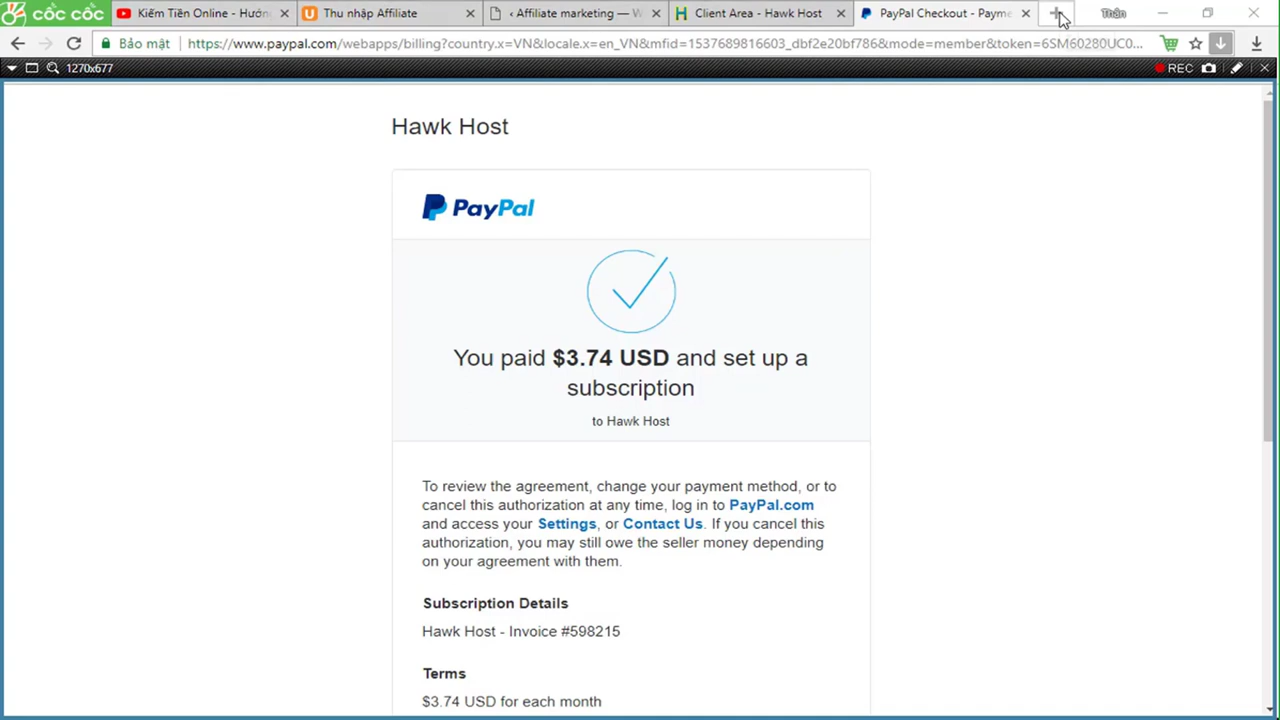 cốc cốc
Kiếm Tiền Online - Hướn
Thu nhập Affiliate
‹ Affiliate marketing — W
Client Area - Hawk Host
PayPal Checkout - Payme
Thân
Bảo mật
https://www.paypal.com/webapps/billing?country.x=VN&locale.x=en_VN&mfid=1537689816603_dbf2e20bf786&mode=member&token=6SM60280UC0...
1270x677
REC
Hawk Host
PayPal
You paid $3.74 USD and set up a
subscription
to Hawk Host
To review the agreement, change your payment method, or to
cancel this authorization at any time, log in to PayPal.com
and access your Settings, or Contact Us. If you cancel this
authorization, you may still owe the seller money depending
on your agreement with them.
Subscription Details
Hawk Host - Invoice #598215
Terms
$3.74 USD for each month